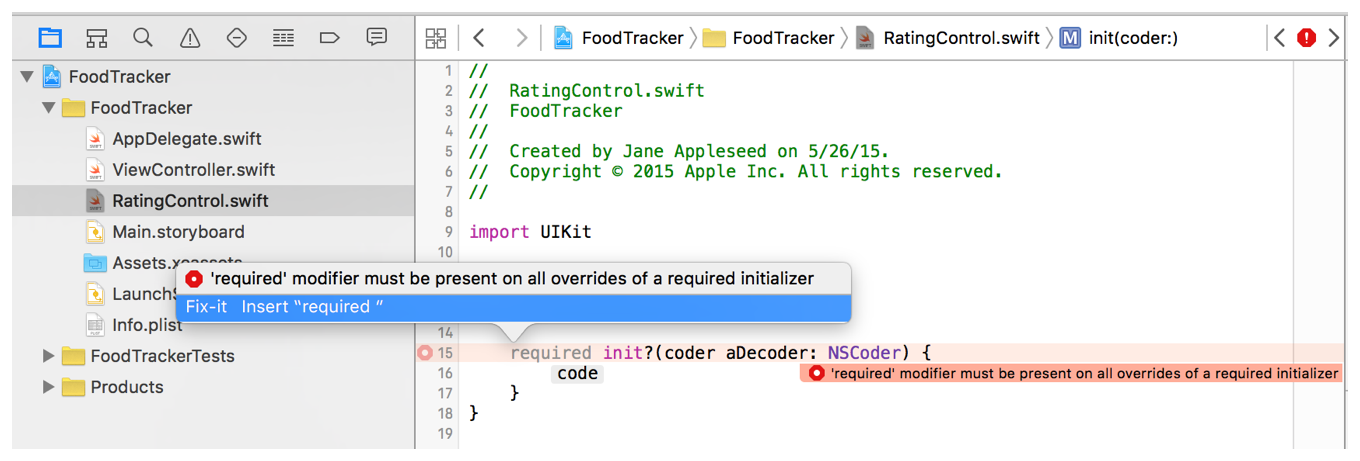 FoodTracker 〉 FoodTracker 〉 RatingControl.swift 〉 M init(coder:)
FoodTracker
FoodTracker
AppDelegate.swift
ViewController.swift
RatingControl.swift
Main.storyboard
Assets.xcassets
Info.plist
FoodTrackerTests
Products
1 //
2 // RatingControl.swift
3 // FoodTracker
4 //
5 // Created by Jane Appleseed on 5/26/15.
6 // Copyright © 2015 Apple Inc. All rights reserved.
7 //
8
9 import UIKit
10
'required' modifier must be present on all overrides of a required initializer
Fix-it Insert “required ”
14
15 required init?(coder aDecoder: NSCoder) {
16 code
'required' modifier must be present on all overrides of a required initializer
17 }
18 }
19